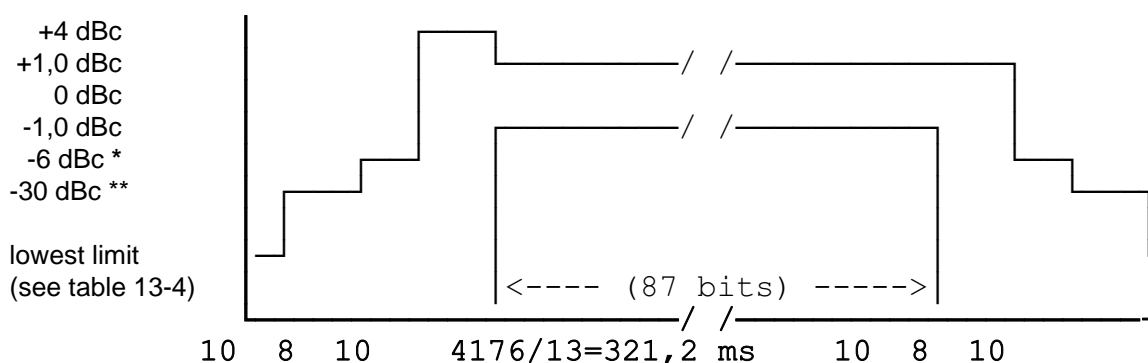 +4 dBc
+1,0 dBc
0 dBc
-1,0 dBc
-6 dBc *
-30 dBc **
lowest limit
(see table 13-4)
/ /
/ /
<---- (87 bits) ----->
/ /
10 8 10 4176/13=321,2 ms 10 8 10